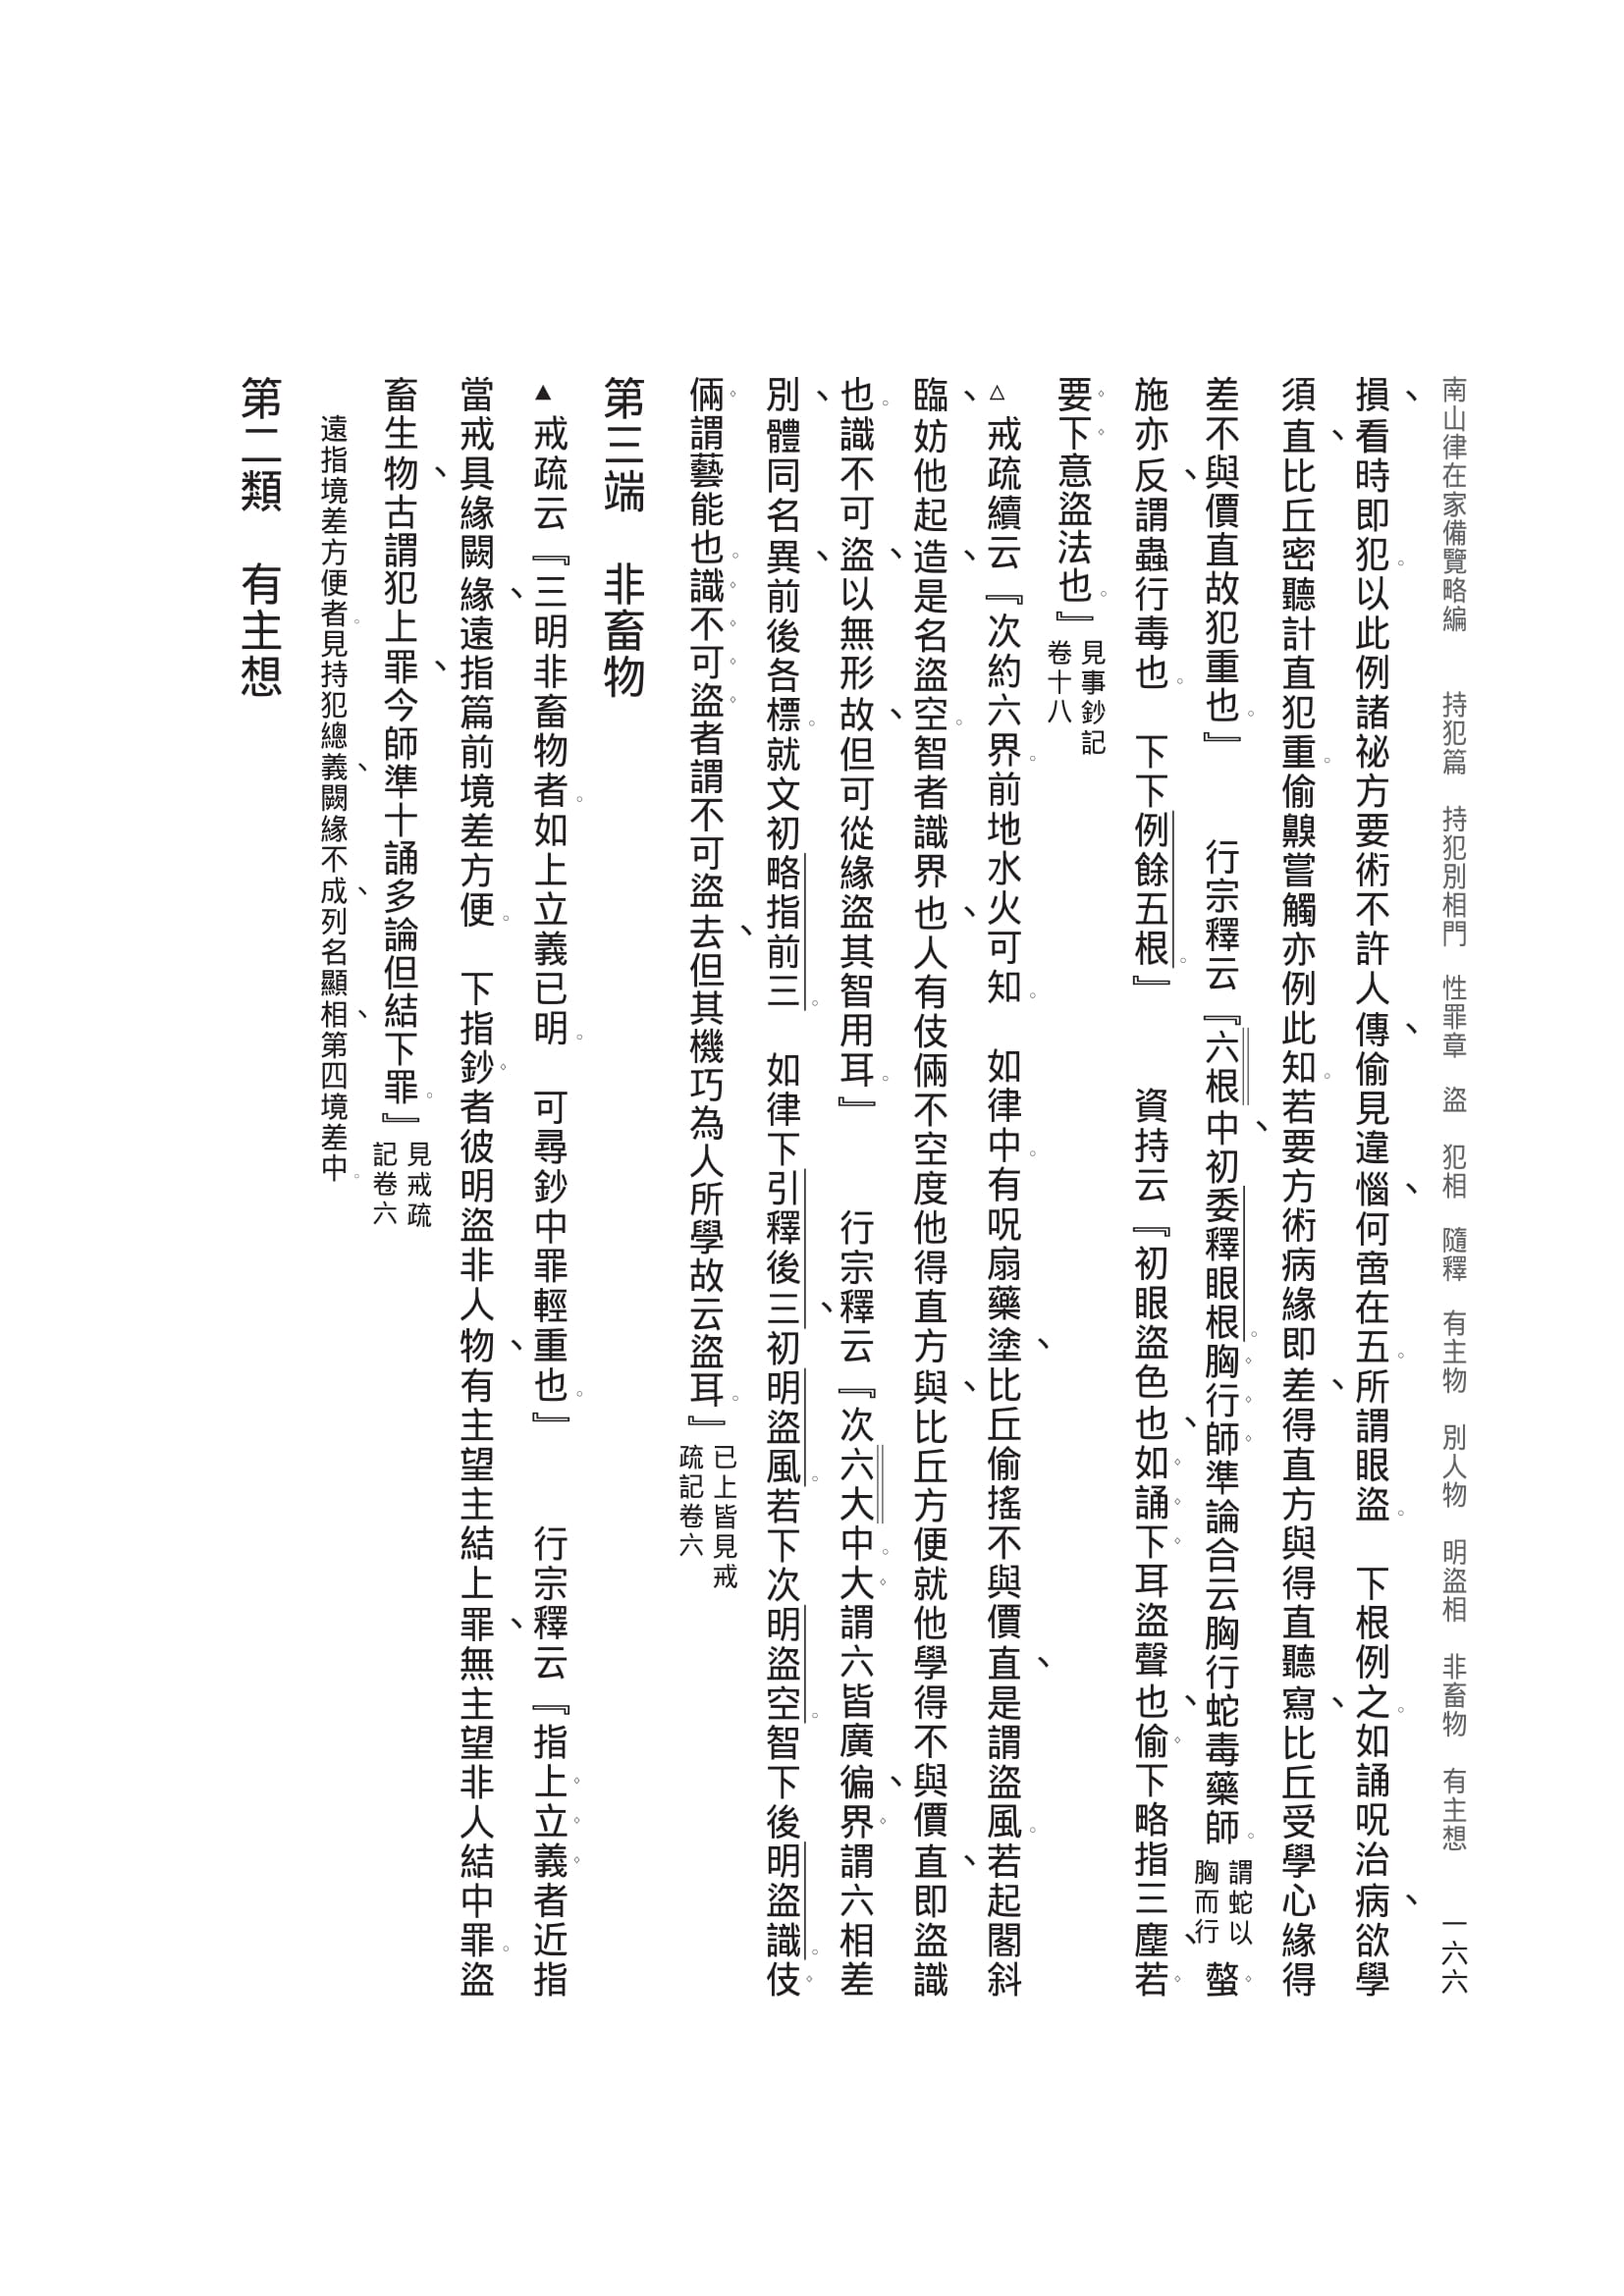 南山律在家備覽略編　持犯篇　持犯別相門　性罪章　盜　犯相　隨釋　有主物　別人物　明盜相　非畜物　有主想　一六六
損、看時即犯。以此例諸祕方要術不許人傳、偷見違惱、何啻在五。所謂眼盜。　下根例之。如誦呪治病、欲學
須直、比丘密聽計直犯重。偷齅嘗觸亦例此知。若要方術病緣即差、得直方與得直聽寫、比丘受學心緣得
差不與價直故犯重也。』　　行宗釋云『六根中、初委釋眼根。胸行師準論合云胸行蛇毒藥師。謂蛇以胸而行螫
施亦反、謂蟲行毒也。　下下例餘五根。』　　資持云『初眼盜色也、如誦下耳盜聲也、偷下略指三塵、若
要下意盜法也。』見事鈔記卷十八
△戒疏續云『次約六界。前地水火可知。　如律中。有呪扇藥塗、比丘偷搖不與價直、是謂盜風。若起閣斜
臨、妨他起造、是名盜空。智者識界也、人有伎倆不空度他得直方與、比丘方便就他學得不與價直、即盜識
也。識不可盜、以無形故、但可從緣盜其智用耳。』　　行宗釋云『次六大中。大謂六皆廣徧、界謂六相差
別、體同名異、前後各標。就文初略指前三。　如律下引釋後三、初明盜風。若下次明盜空。智下後明盜識。伎
倆謂藝能也。識不可盜者謂不可盜去、但其機巧為人所學故云盜耳。』已上皆見戒疏記卷六
第三端　非畜物
▲戒疏云『三明非畜物者。如上立義已明。　可尋鈔中罪輕重也。』　　行宗釋云『指上立義者近指
當戒具緣闕緣、遠指篇前境差方便。　下指鈔者彼明盜非人物、有主望主結上罪、無主望非人結中罪。盜
畜生物、古謂犯上罪、今師準十誦多論但結下罪。』見戒疏記卷六
遠指境差方便者。見持犯總義、闕緣不成、列名顯相、第四境差中。
第二類　有主想